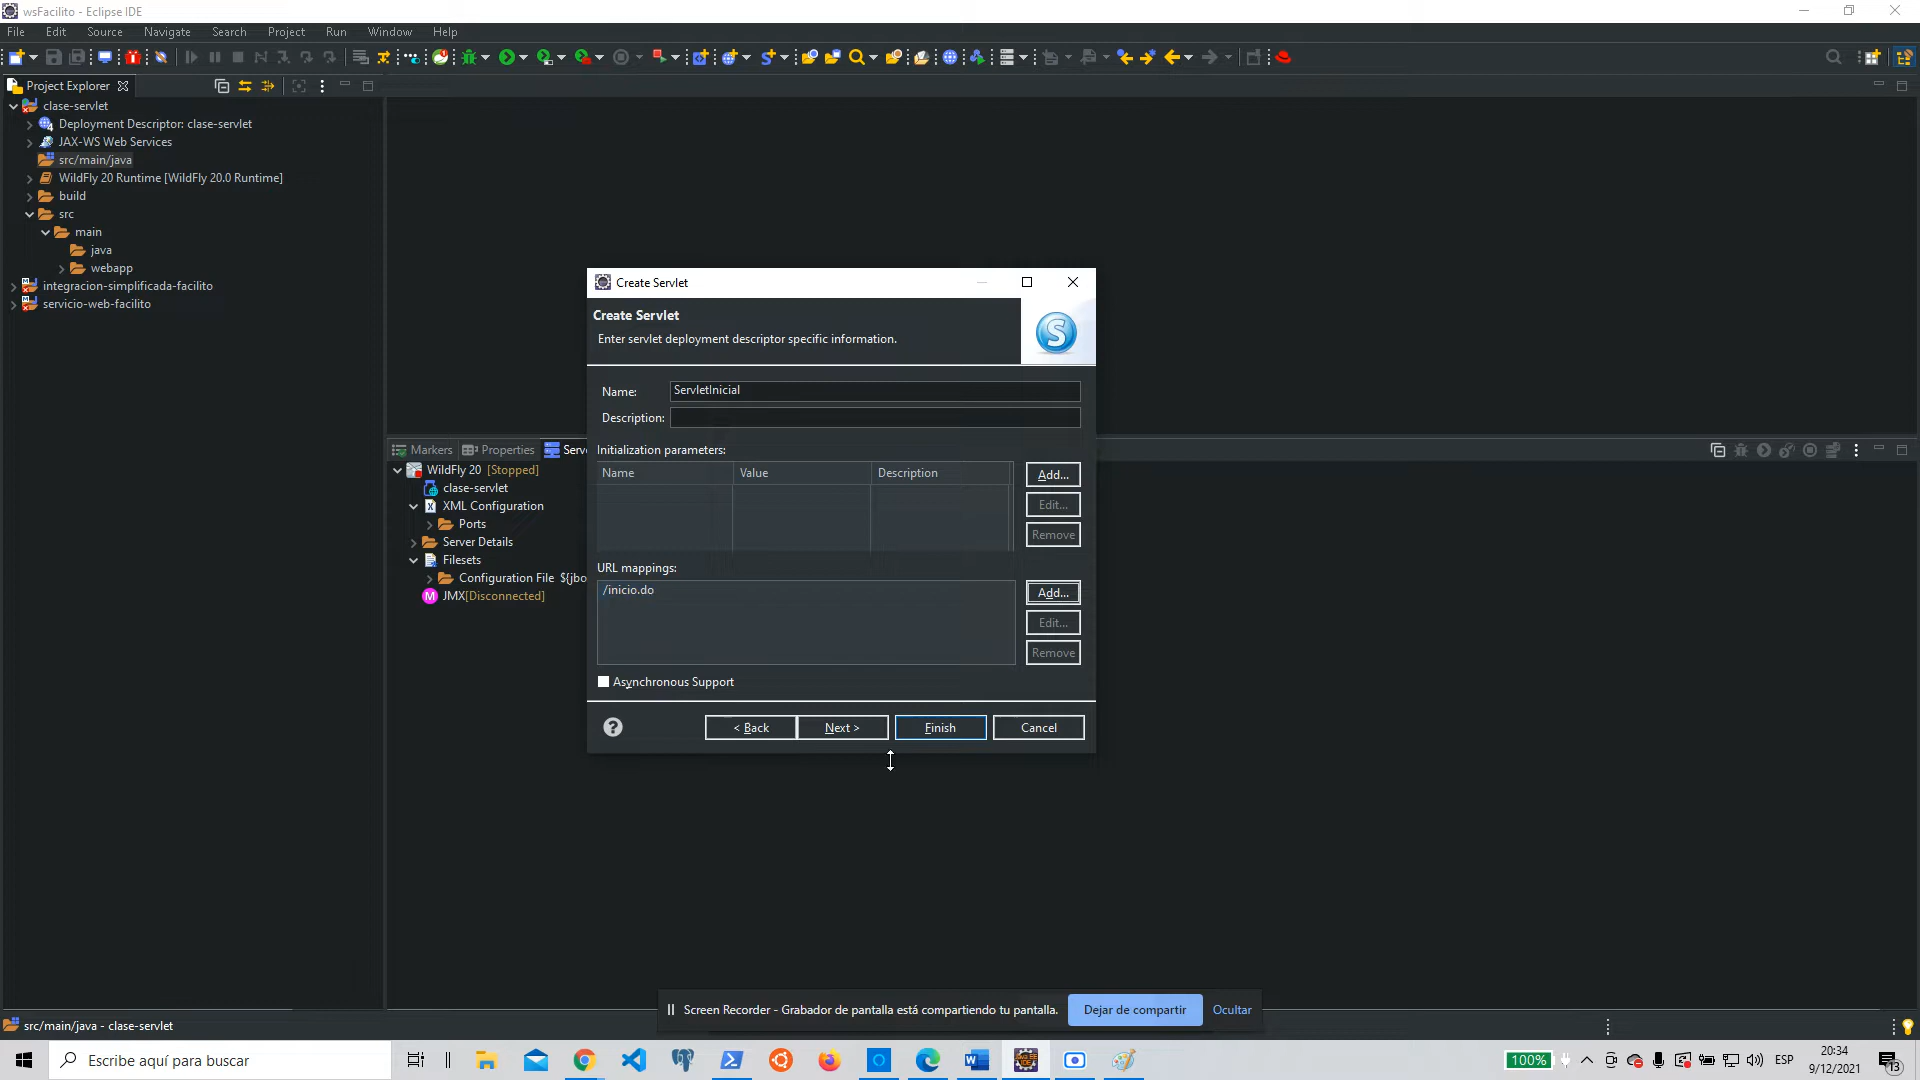 wsFacilito - Eclipse IDE
File Edit Source Navigate Search Project Run Window Help
Project Explorer
clase-servlet
Deployment Descriptor: clase-servlet
JAX-WS Web Services
src/main/java
WildFly 20 Runtime [WildFly 20.0 Runtime]
build
src
main
java
webapp
integracion-simplificada-facilito
servicio-web-facilito
Create Servlet
Create Servlet
Enter servlet deployment descriptor specific information.
Name: ServletInicial
Description:
Initialization parameters:
Name Value Description
Add...
Edit...
Remove
URL mappings:
/inicio.do
Add...
Edit...
Remove
Asynchronous Support
< Back Next > Finish Cancel
Markers Properties Serv
WildFly 20 [Stopped]
clase-servlet
XML Configuration
Ports
Server Details
Filesets
Configuration File ${jbo
JMX[Disconnected]
Screen Recorder - Grabador de pantalla está compartiendo tu pantalla. Dejar de compartir Ocultar
src/main/java - clase-servlet
Escribe aquí para buscar
100%
ESP
20:34
9/12/2021
13